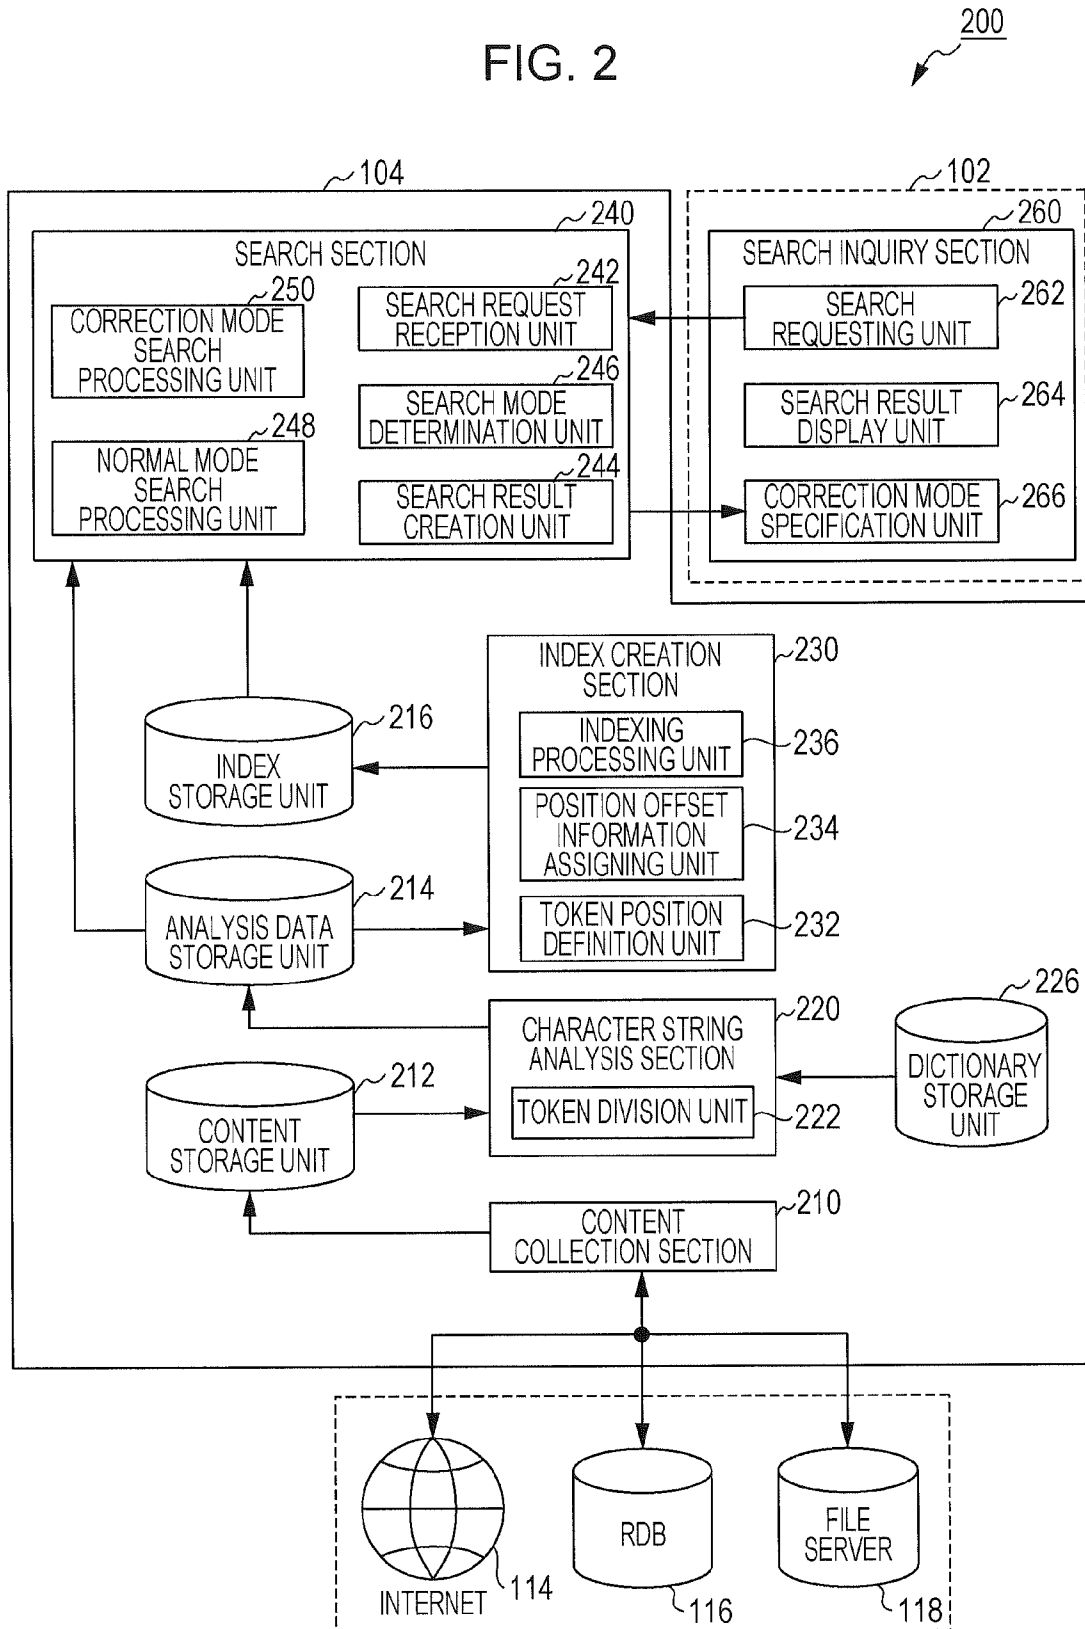 200
FIG. 2
104
102
240
SEARCH SECTION
250
CORRECTION MODE
SEARCH
PROCESSING UNIT
248
NORMAL MODE
SEARCH
PROCESSING UNIT
242
SEARCH REQUEST
RECEPTION UNIT
246
SEARCH MODE
DETERMINATION UNIT
244
SEARCH RESULT
CREATION UNIT
260
SEARCH INQUIRY SECTION
SEARCH
REQUESTING UNIT
262
SEARCH RESULT
DISPLAY UNIT
264
CORRECTION MODE
SPECIFICATION UNIT
266
INDEX CREATION
SECTION
230
INDEXING
PROCESSING UNIT
236
POSITION OFFSET
INFORMATION
ASSIGNING UNIT
234
TOKEN POSITION
DEFINITION UNIT
232
216
INDEX
STORAGE UNIT
214
ANALYSIS DATA
STORAGE UNIT
220
CHARACTER STRING
ANALYSIS SECTION
TOKEN DIVISION UNIT
222
226
DICTIONARY
STORAGE
UNIT
212
CONTENT
STORAGE UNIT
210
CONTENT
COLLECTION SECTION
INTERNET
114
RDB
116
FILE
SERVER
118